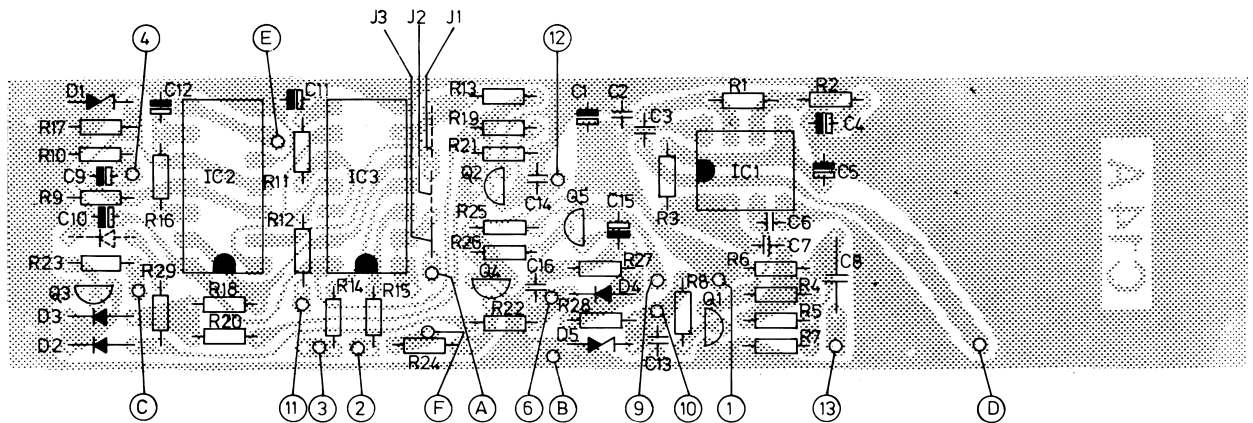 J3 J2 J1
4 E 12
D1 C12 C11 R13 C1 C2 C3 R1 R2
R17 R19 C4
R10 R21
C9 IC2 R11 IC3 Q2 C14 Q5 R3 IC1 C5
R9 R16
C10 R12 R25 C15 C6
R26 C7
R23 R29 R14 R15 Q4 C16 R27 R8 R6 C8
Q3 R18 D4 Q1 R4
D3 R20 R22 R28 R5
D2 R24 D5 C13 R7
C 11 3 2 F A 6 B 9 10 1 13 D